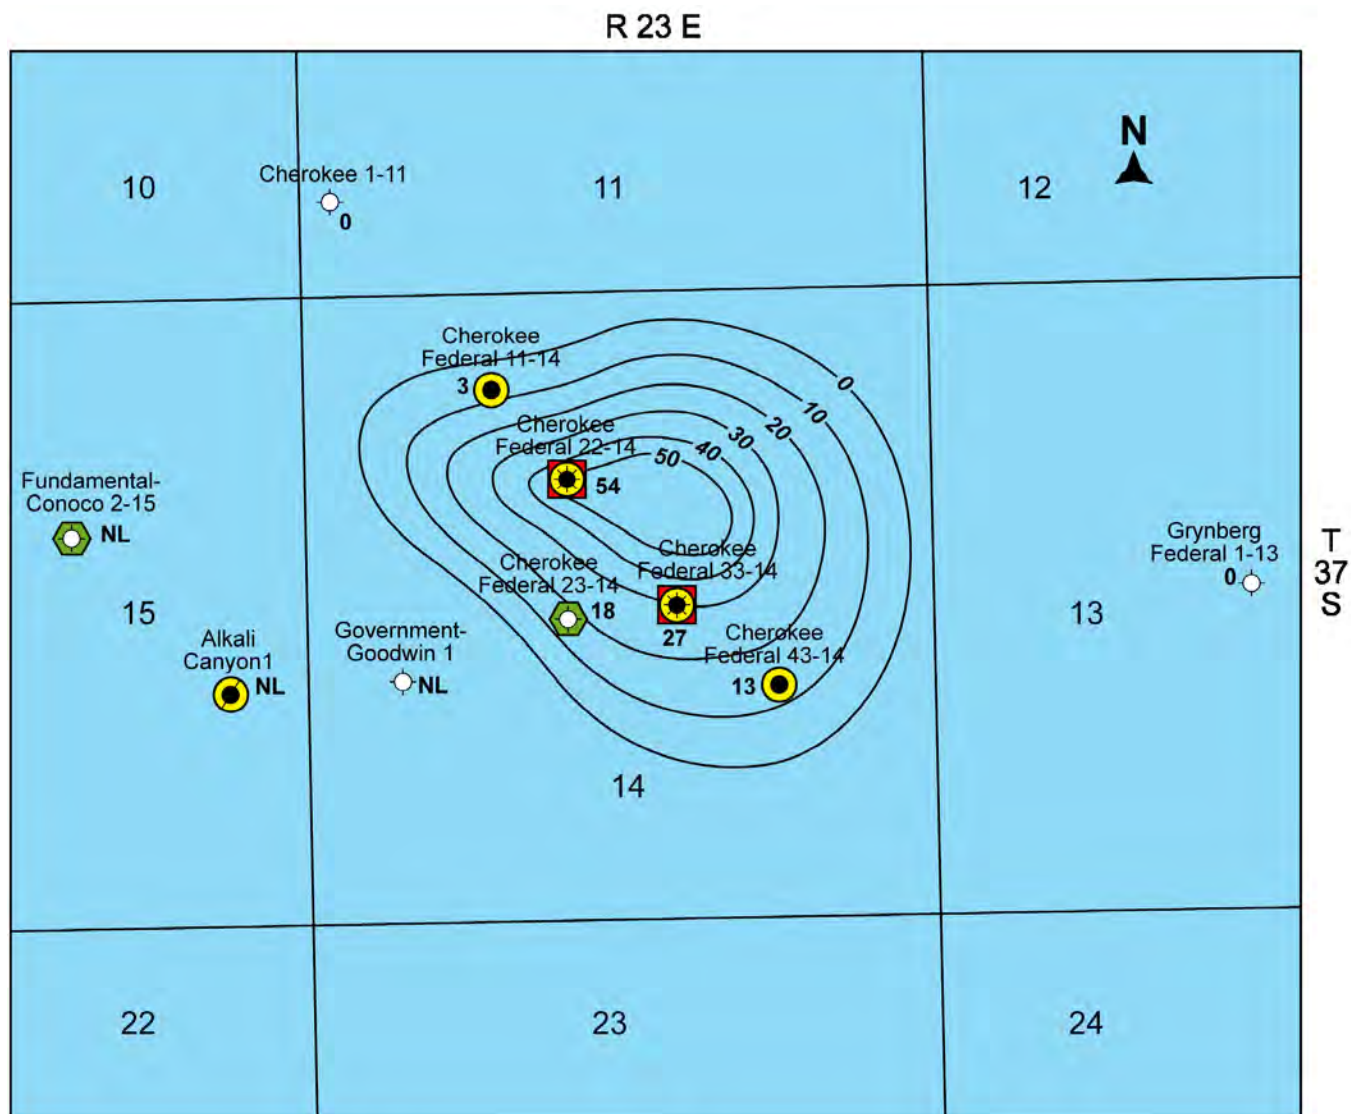 R 23 E
N
10
Cherokee 1-11
0
11
12
Cherokee
Federal 11-14
3
0
10
20
30
40
50
Cherokee
Federal 22-14
54
Fundamental-
Conoco 2-15
NL
15
Alkali
Canyon1
NL
Government-
Goodwin 1
NL
Cherokee
Federal 23-14
18
Cherokee
Federal 33-14
27
Cherokee
Federal 43-14
13
14
Grynberg
Federal 1-13
0
13
T
37
S
22
23
24